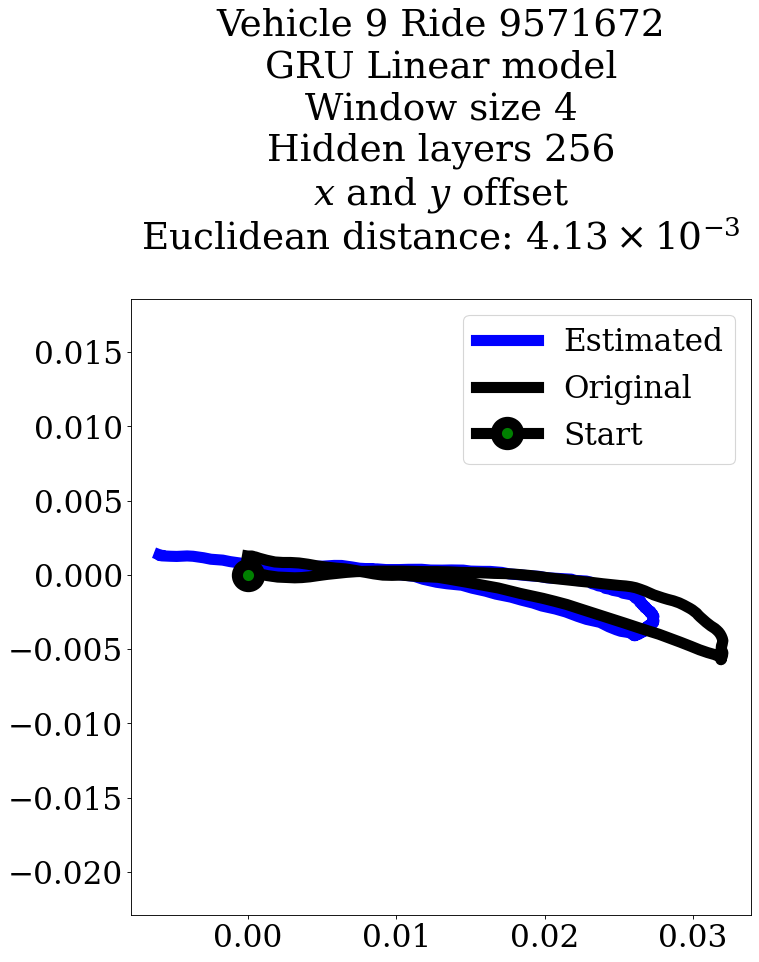 Vehicle 9 Ride 9571672
GRU Linear model
Window size 4
Hidden layers 256
x and y offset
Euclidean distance: 4.13 × 10⁻³
Estimated
Original
Start
0.015
0.010
0.005
0.000
−0.005
−0.010
−0.015
−0.020
0.00 0.01 0.02 0.03